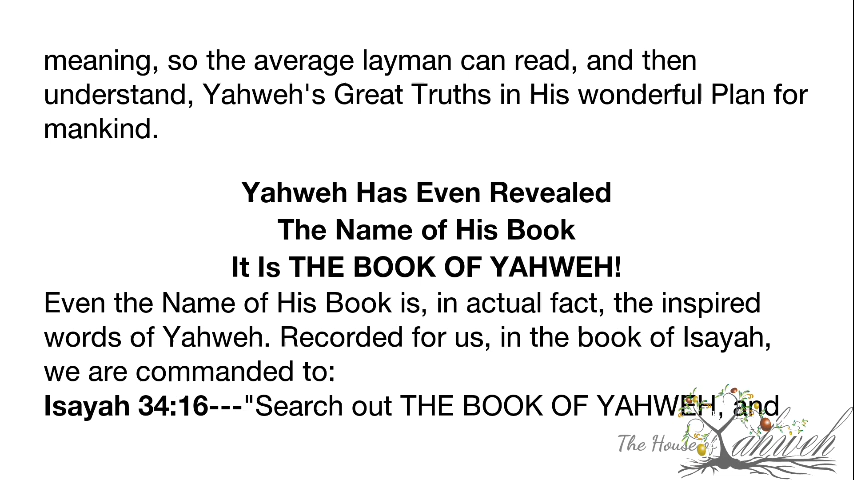 meaning, so the average layman can read, and then
understand, Yahweh's Great Truths in His wonderful Plan for
mankind.
Yahweh Has Even Revealed
The Name of His Book
It Is THE BOOK OF YAHWEH!
Even the Name of His Book is, in actual fact, the inspired
words of Yahweh. Recorded for us, in the book of Isayah,
we are commanded to:
Isayah 34:16---"Search out THE BOOK OF YAHWEH, and
The House of Yahweh